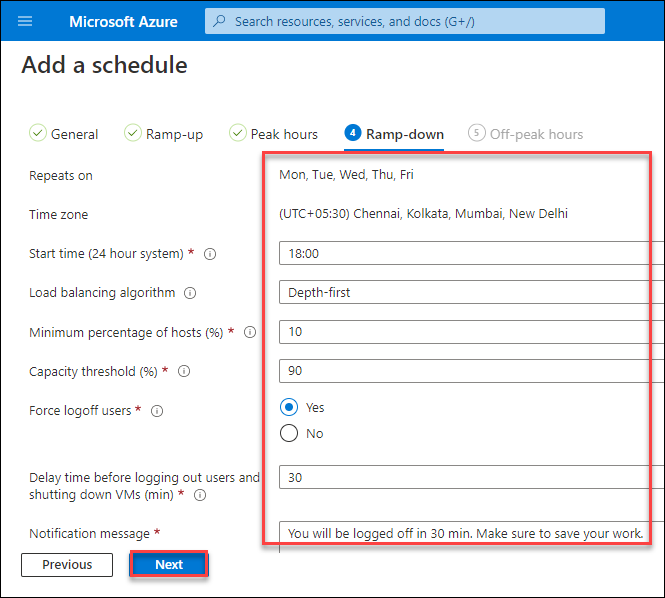 Microsoft Azure
Search resources, services, and docs (G+/)
Add a schedule
General
Ramp-up
Peak hours
4 Ramp-down
5 Off-peak hours
Repeats on
Mon, Tue, Wed, Thu, Fri
Time zone
(UTC+05:30) Chennai, Kolkata, Mumbai, New Delhi
Start time (24 hour system) *
18:00
Load balancing algorithm
Depth-first
Minimum percentage of hosts (%) *
10
Capacity threshold (%) *
90
Force logoff users *
Yes
No
Delay time before logging out users and
shutting down VMs (min) *
30
Notification message *
You will be logged off in 30 min. Make sure to save your work.
Previous
Next